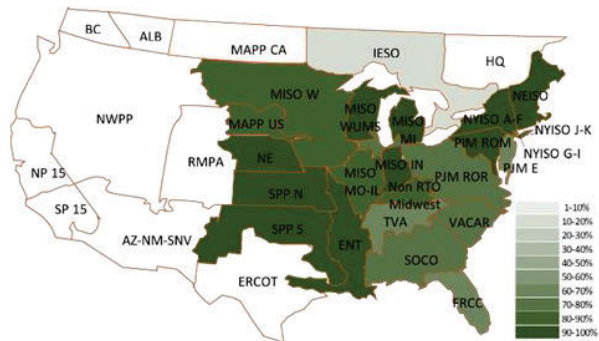 BC
ALB
MAPP CA
IESO
HQ
NWPP
MISO W
MISO
WUMS
MISO
MI
NEISO
NYISO A-F
NYISO J-K
NYISO G-I
MAPP US
RMPA
NE
MISO
MO-IL
MISO IN
PJM ROM
PJM E
PJM ROR
Non RTO
Midwest
NP 15
SP 15
SPP N
TVA
VACAR
AZ-NM-SNV
SPP S
ENT
SOCO
ERCOT
FRCC
1-10%
10-20%
20-30%
30-40%
40-50%
50-60%
60-70%
70-80%
80-90%
90-100%